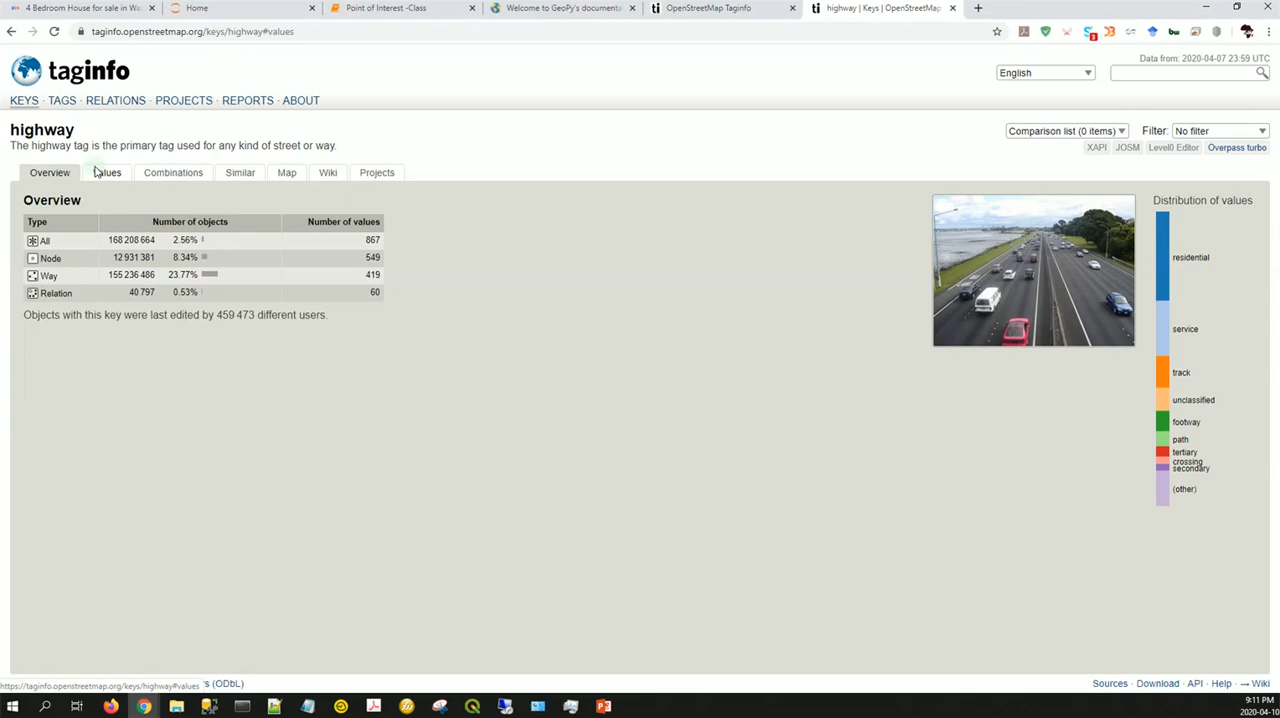 4 Bedroom House for sale in Wa
Home
Point of Interest -Class
Welcome to GeoPy's documenta
OpenStreetMap Taginfo
highway | Keys | OpenStreetMap
taginfo.openstreetmap.org/keys/highway#values
3
taginfo
English
Data from: 2020-04-07 23:59 UTC
KEYS · TAGS · RELATIONS · PROJECTS · REPORTS · ABOUT
highway
Comparison list (0 items)
Filter: No filter
The highway tag is the primary tag used for any kind of street or way.
XAPI JOSM Level0 Editor Overpass turbo
Overview Values Combinations Similar Map Wiki Projects
Overview
Distribution of values
Type Number of objects Number of values
All 168 208 664 2.56% 867
Node 12 931 381 8.34% 549
Way 155 236 486 23.77% 419
Relation 40 797 0.53% 60
Objects with this key were last edited by 459 473 different users.
residential
service
track
unclassified
footway
path
tertiary
crossing
secondary
(other)
https://taginfo.openstreetmap.org/keys/highway#values
s (ODbL)
Sources · Download · API · Help · → Wiki
9:11 PM
2020-04-10